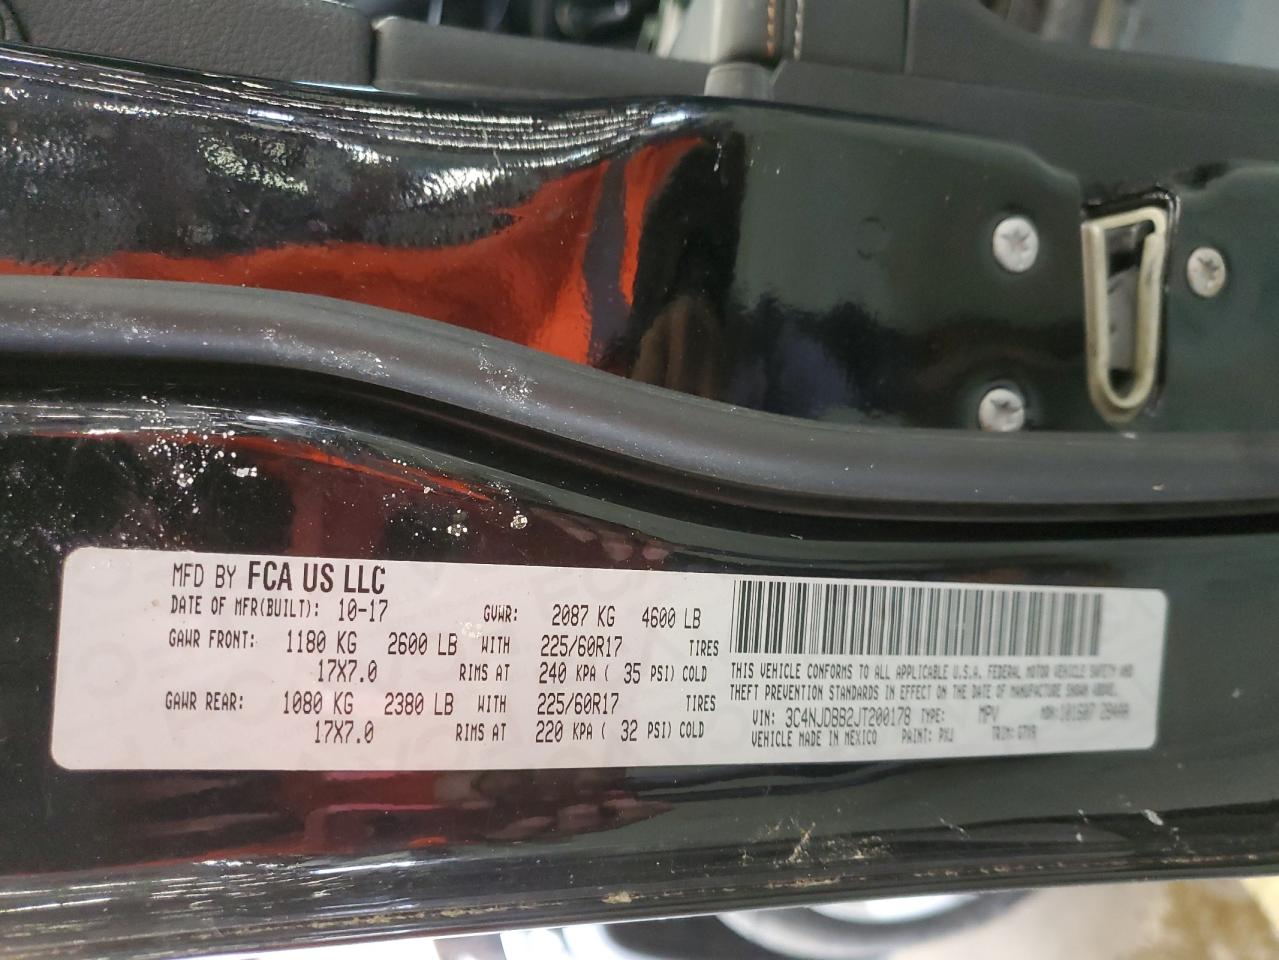 MFD BY FCA US LLC
DATE OF MFR(BUILT): 10-17 GVWR: 2087 KG 4600 LB
GAWR FRONT: 1180 KG 2600 LB WITH 225/60R17 TIRES
17X7.0 RIMS AT 240 KPA ( 35 PSI) COLD
GAWR REAR: 1080 KG 2380 LB WITH 225/60R17 TIRES
17X7.0 RIMS AT 220 KPA ( 32 PSI) COLD
THIS VEHICLE CONFORMS TO ALL APPLICABLE U.S.A. FEDERAL MOTOR VEHICLE SAFETY AND
THEFT PREVENTION STANDARDS IN EFFECT ON THE DATE OF MANUFACTURE SHOWN ABOVE.
VIN: 3C4NJDBB2JT200178 TYPE: MPV MDH:
VEHICLE MADE IN MEXICO PAINT: PXJ TRIM: